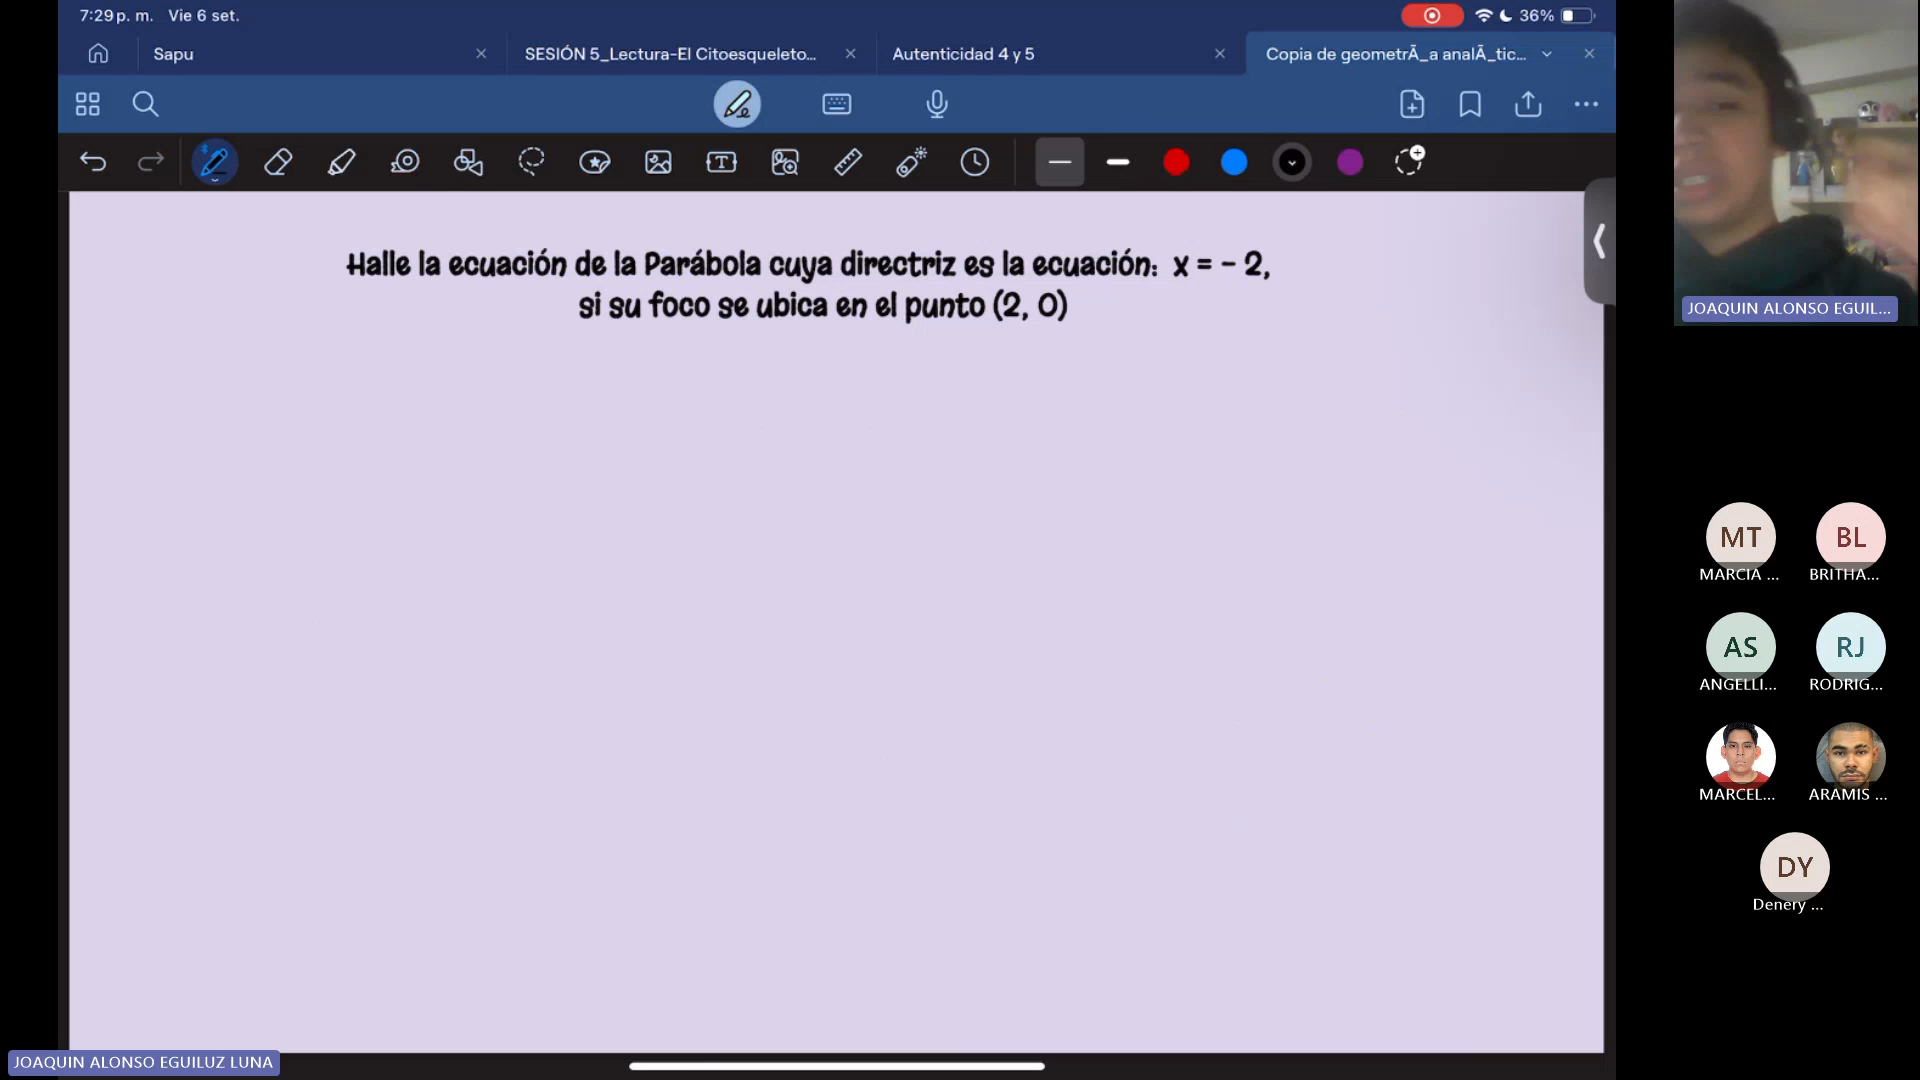 7:29 p. m. Vie 6 set.
36%
Sapu
SESIÓN 5_Lectura-El Citoesqueleto...
Autenticidad 4 y 5
Copia de geometrÃ_a analÃ_tic...
Halle la ecuación de la Parábola cuya directriz es la ecuación: x = - 2,
si su foco se ubica en el punto (2, 0)
JOAQUIN ALONSO EGUIL...
MT
BL
MARCIA ...
BRITHA...
AS
RJ
ANGELLI...
RODRIG...
MARCEL...
ARAMIS ...
DY
Denery ...
JOAQUIN ALONSO EGUILUZ LUNA